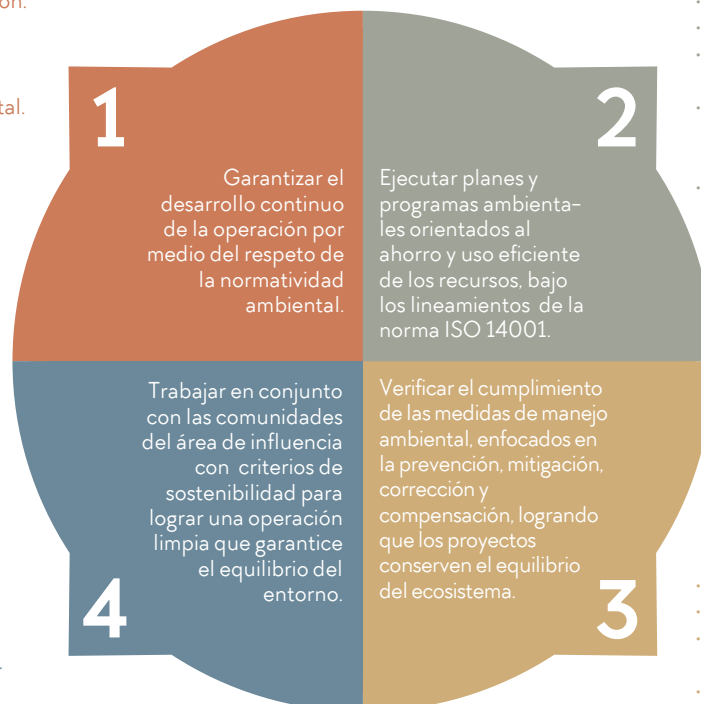 ón.
tal.
1
Garantizar el
desarrollo continuo
de la operación por
medio del respeto de
la normatividad
ambiental.
2
Ejecutar planes y
programas ambienta-
les orientados al
ahorro y uso eficiente
de los recursos, bajo
los lineamientos de la
norma ISO 14001.
Verificar el cumplimiento
de las medidas de manejo
ambiental, enfocados en
la prevención, mitigación,
corrección y
compensación, logrando
que los proyectos
conserven el equilibrio
del ecosistema.
3
Trabajar en conjunto
con las comunidades
del área de influencia
con criterios de
sostenibilidad para
lograr una operación
limpia que garantice
el equilibrio del
entorno.
4